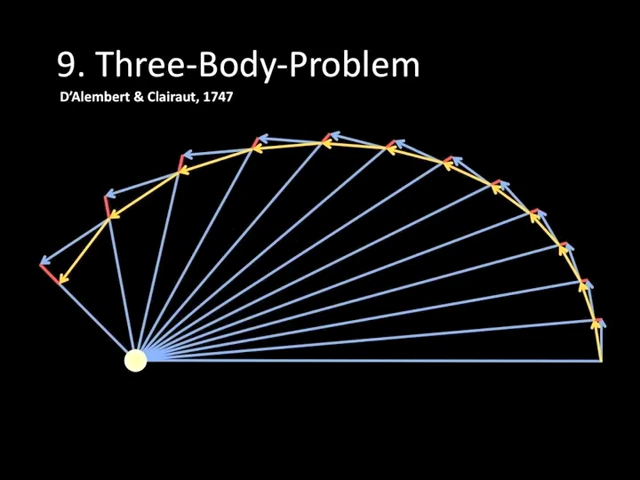 9. Three-Body-Problem
D’Alembert & Clairaut, 1747